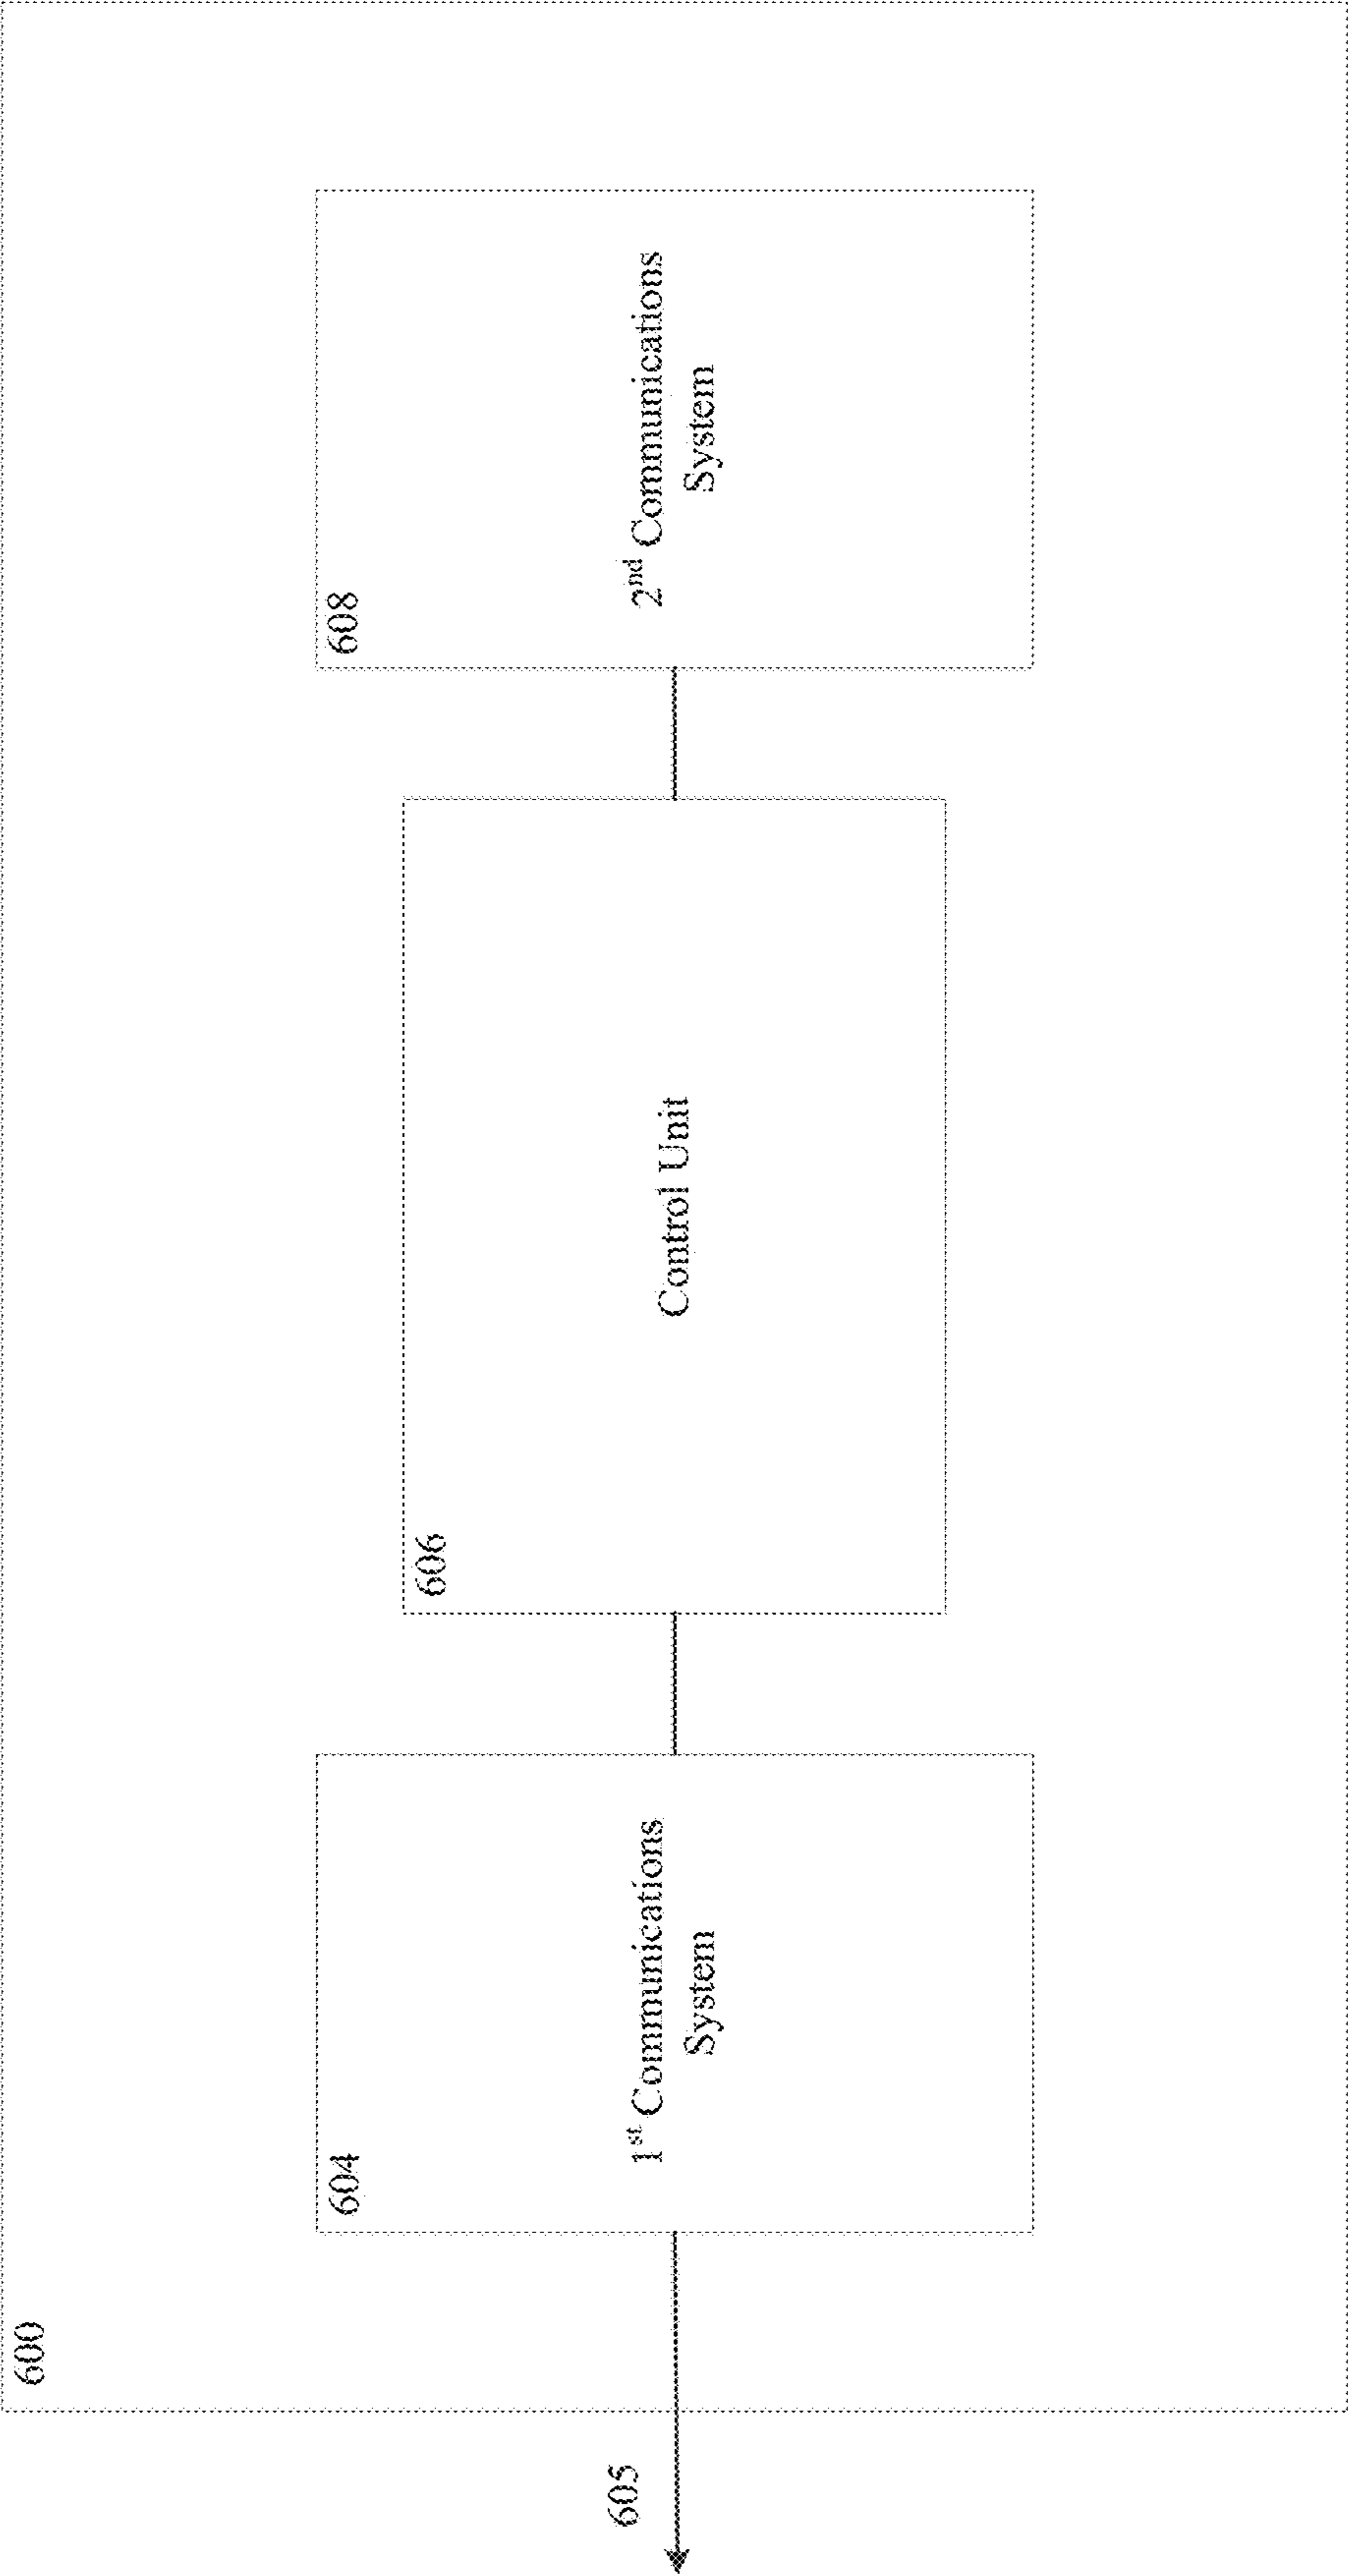 600
605
604
1st Communications
System
606
Control Unit
608
2nd Communications
System